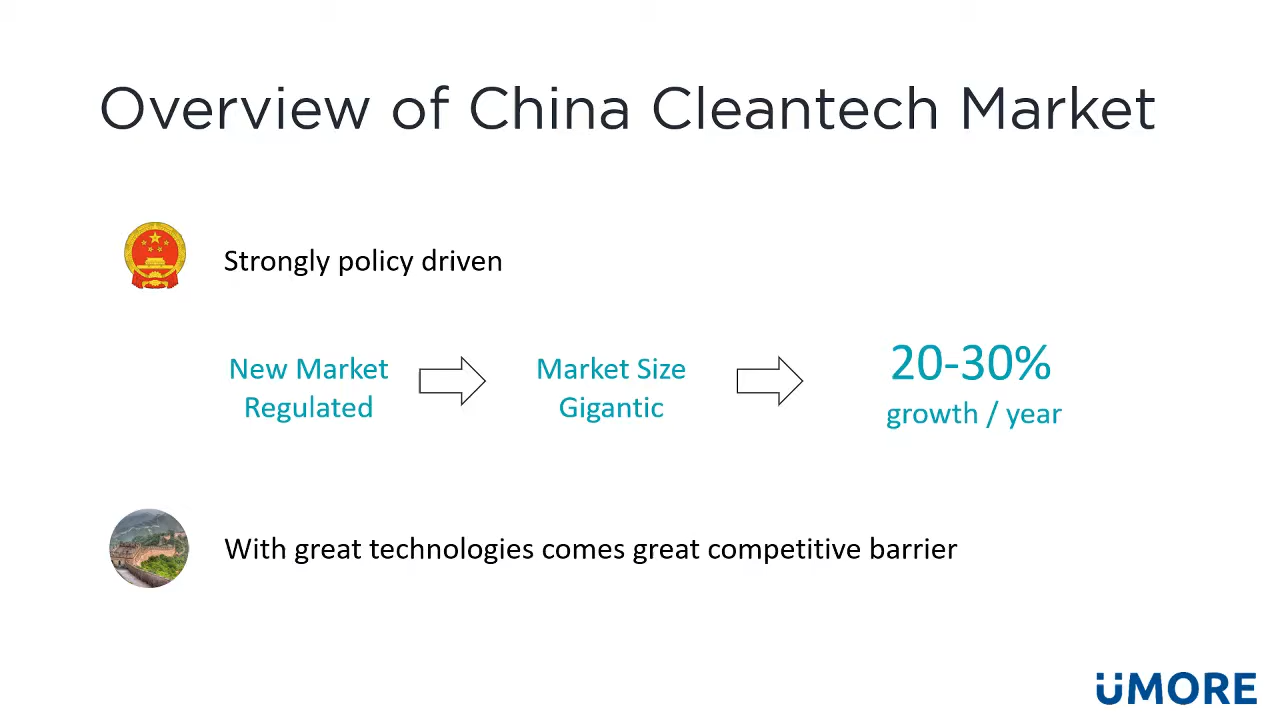 Overview of China Cleantech Market
Strongly policy driven
New Market
Regulated
Market Size
Gigantic
20-30%
growth / year
With great technologies comes great competitive barrier
ÜMORE